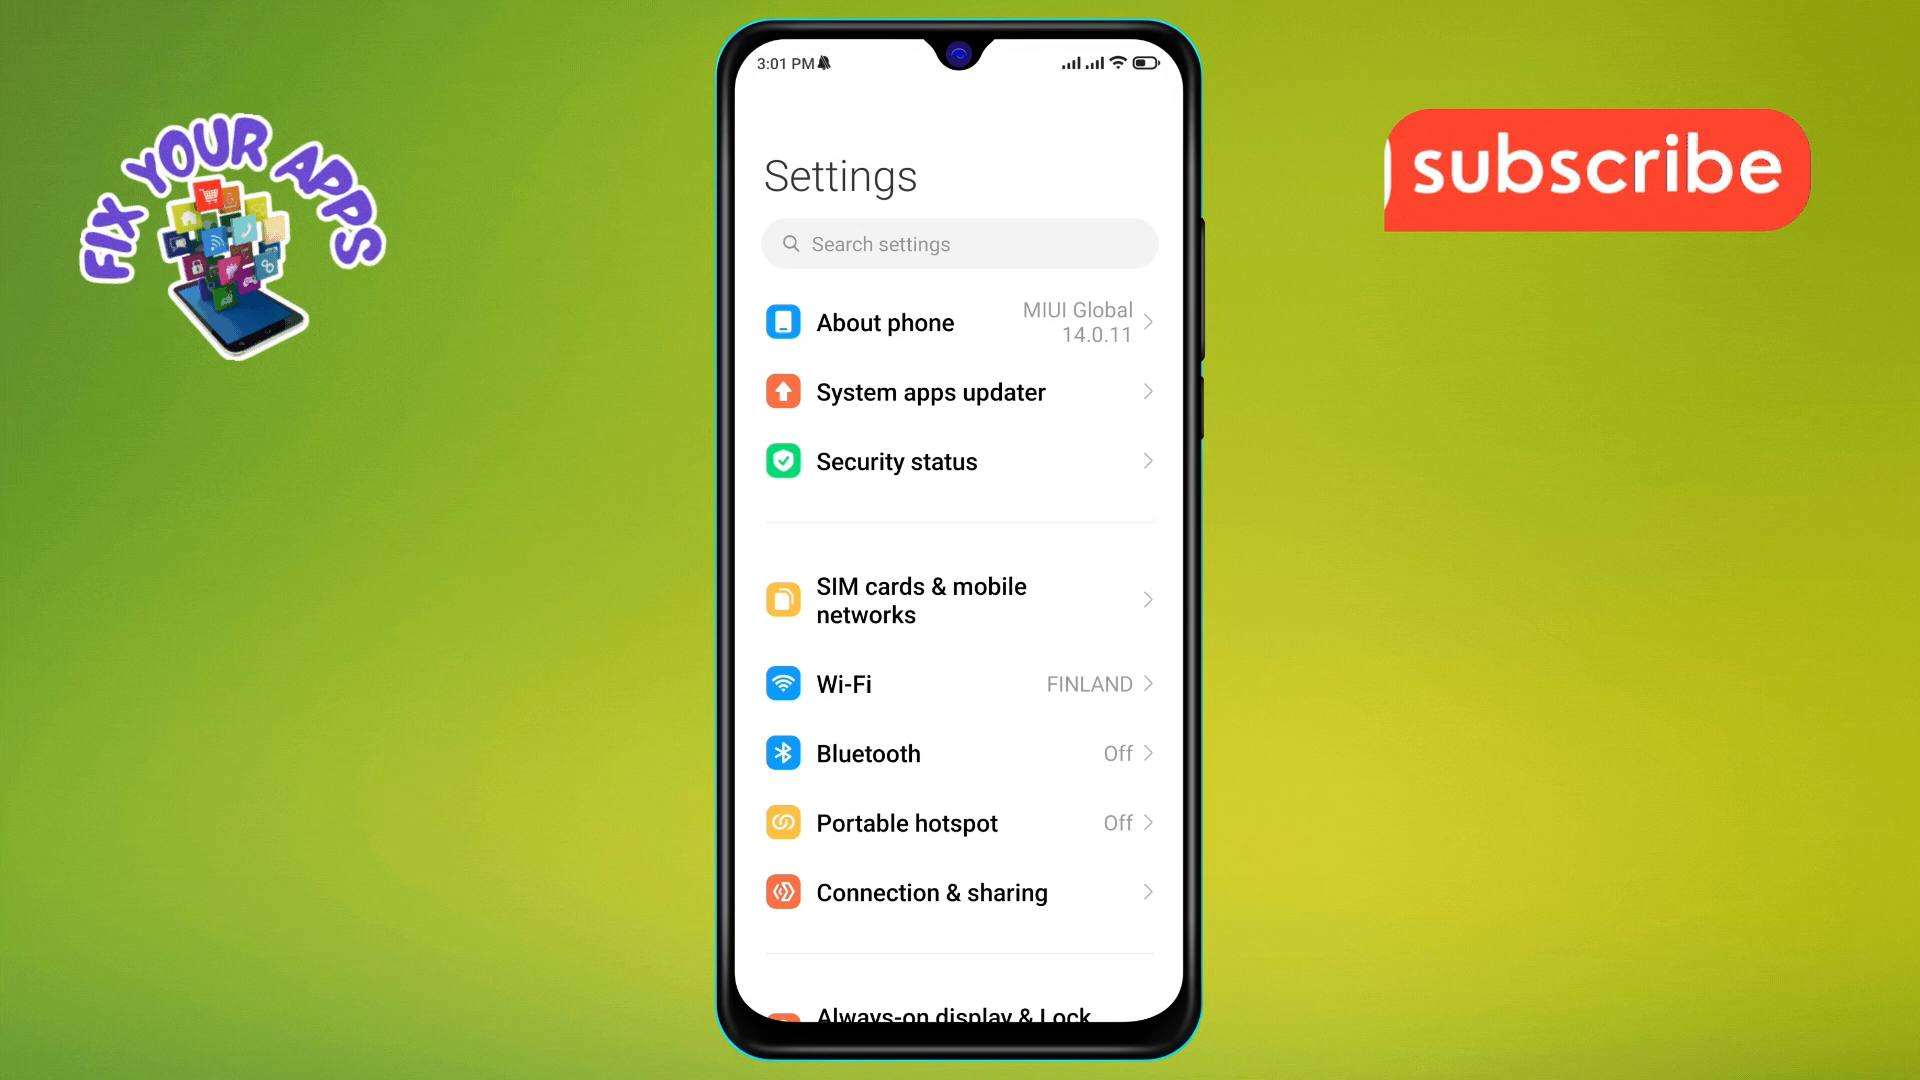 FIX YOUR APPS
subscribe
3:01 PM
Settings
Search settings
About phone
MIUI Global
14.0.11
System apps updater
Security status
SIM cards & mobile
networks
Wi-Fi
FINLAND
Bluetooth
Off
Portable hotspot
Off
Connection & sharing
Always-on display & Lock